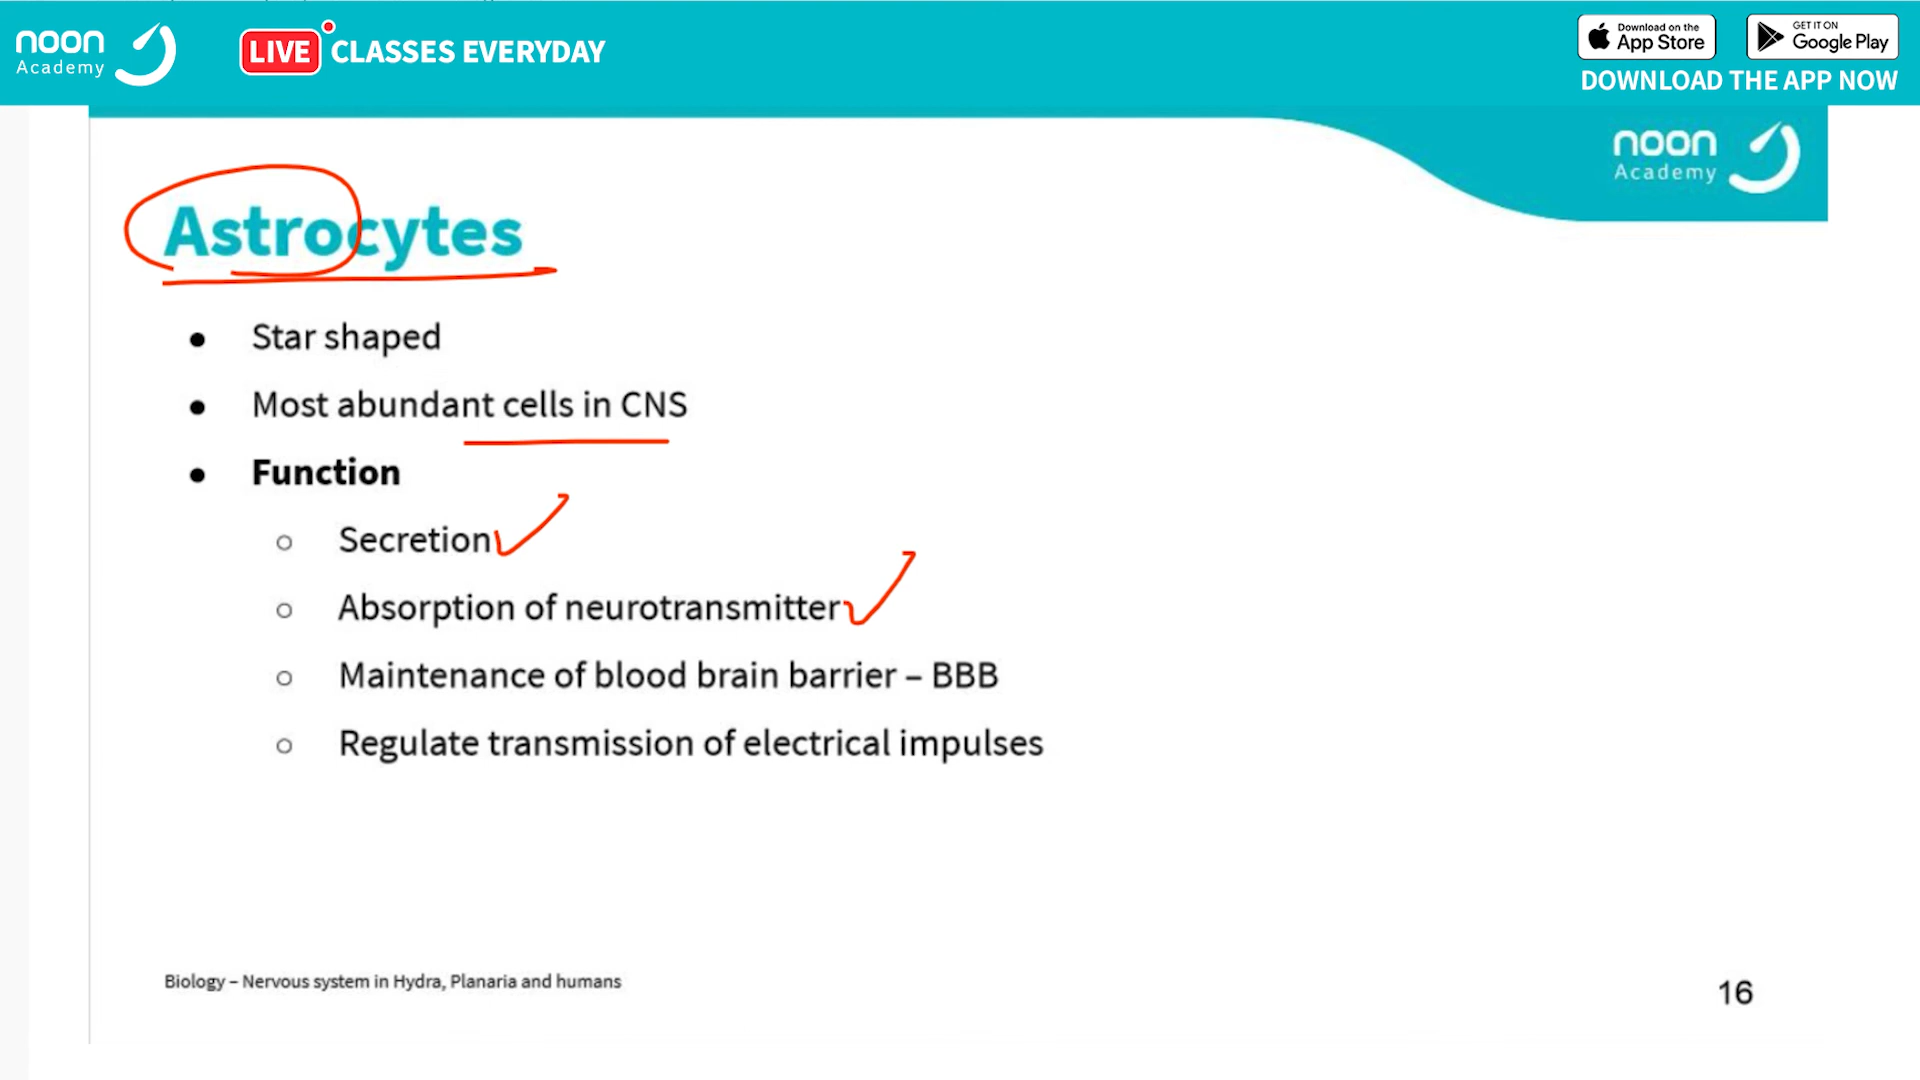 noon
Academy
LIVE CLASSES EVERYDAY
Download on the
App Store
GET IT ON
Google Play
DOWNLOAD THE APP NOW
noon
Academy
Astrocytes
● Star shaped
● Most abundant cells in CNS
● Function
○ Secretion
○ Absorption of neurotransmitter
○ Maintenance of blood brain barrier – BBB
○ Regulate transmission of electrical impulses
Biology – Nervous system in Hydra, Planaria and humans
16